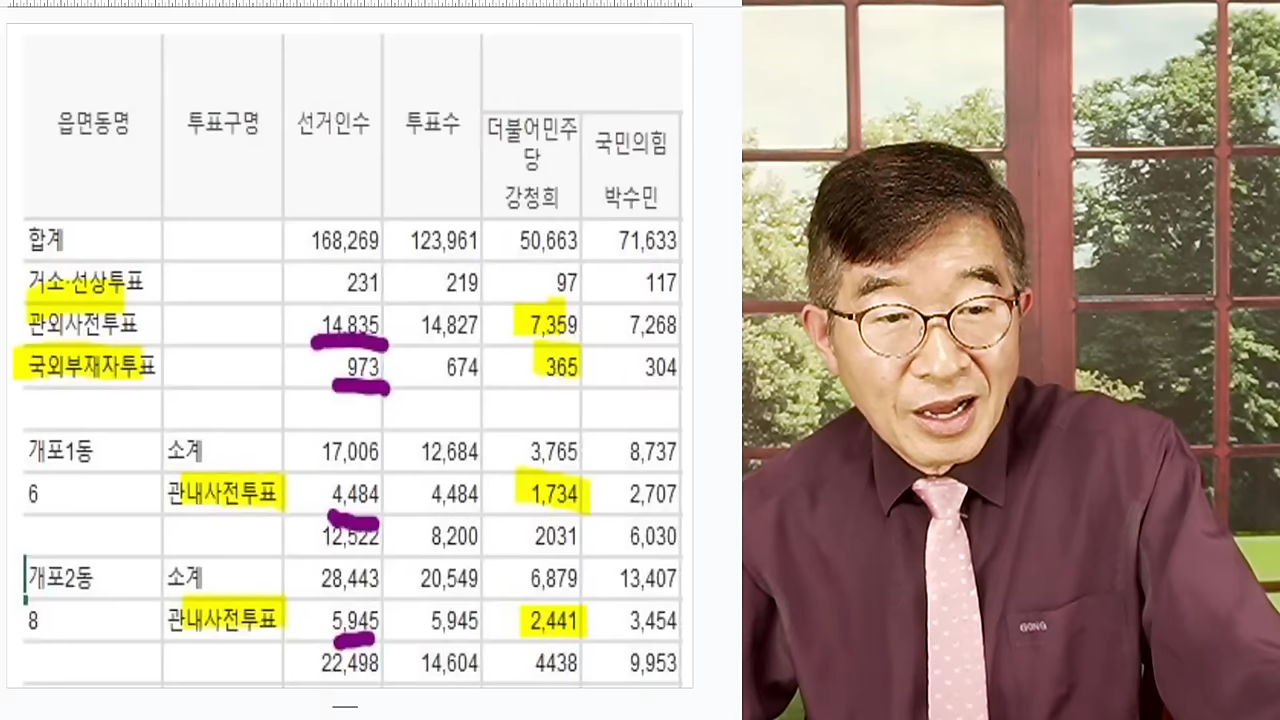 읍면동명 투표구명 선거인수 투표수 더불어민주당 강청희 국민의힘 박수민
합계 168,269 123,961 50,663 71,633
거소·선상투표 231 219 97 117
관외사전투표 14,835 14,827 7,359 7,268
국외부재자투표 973 674 365 304
개포1동 소계 17,006 12,684 3,765 8,737
6 관내사전투표 4,484 4,484 1,734 2,707
12,522 8,200 2031 6,030
개포2동 소계 28,443 20,549 6,879 13,407
8 관내사전투표 5,945 5,945 2,441 3,454
22,498 14,604 4438 9,953
GONG